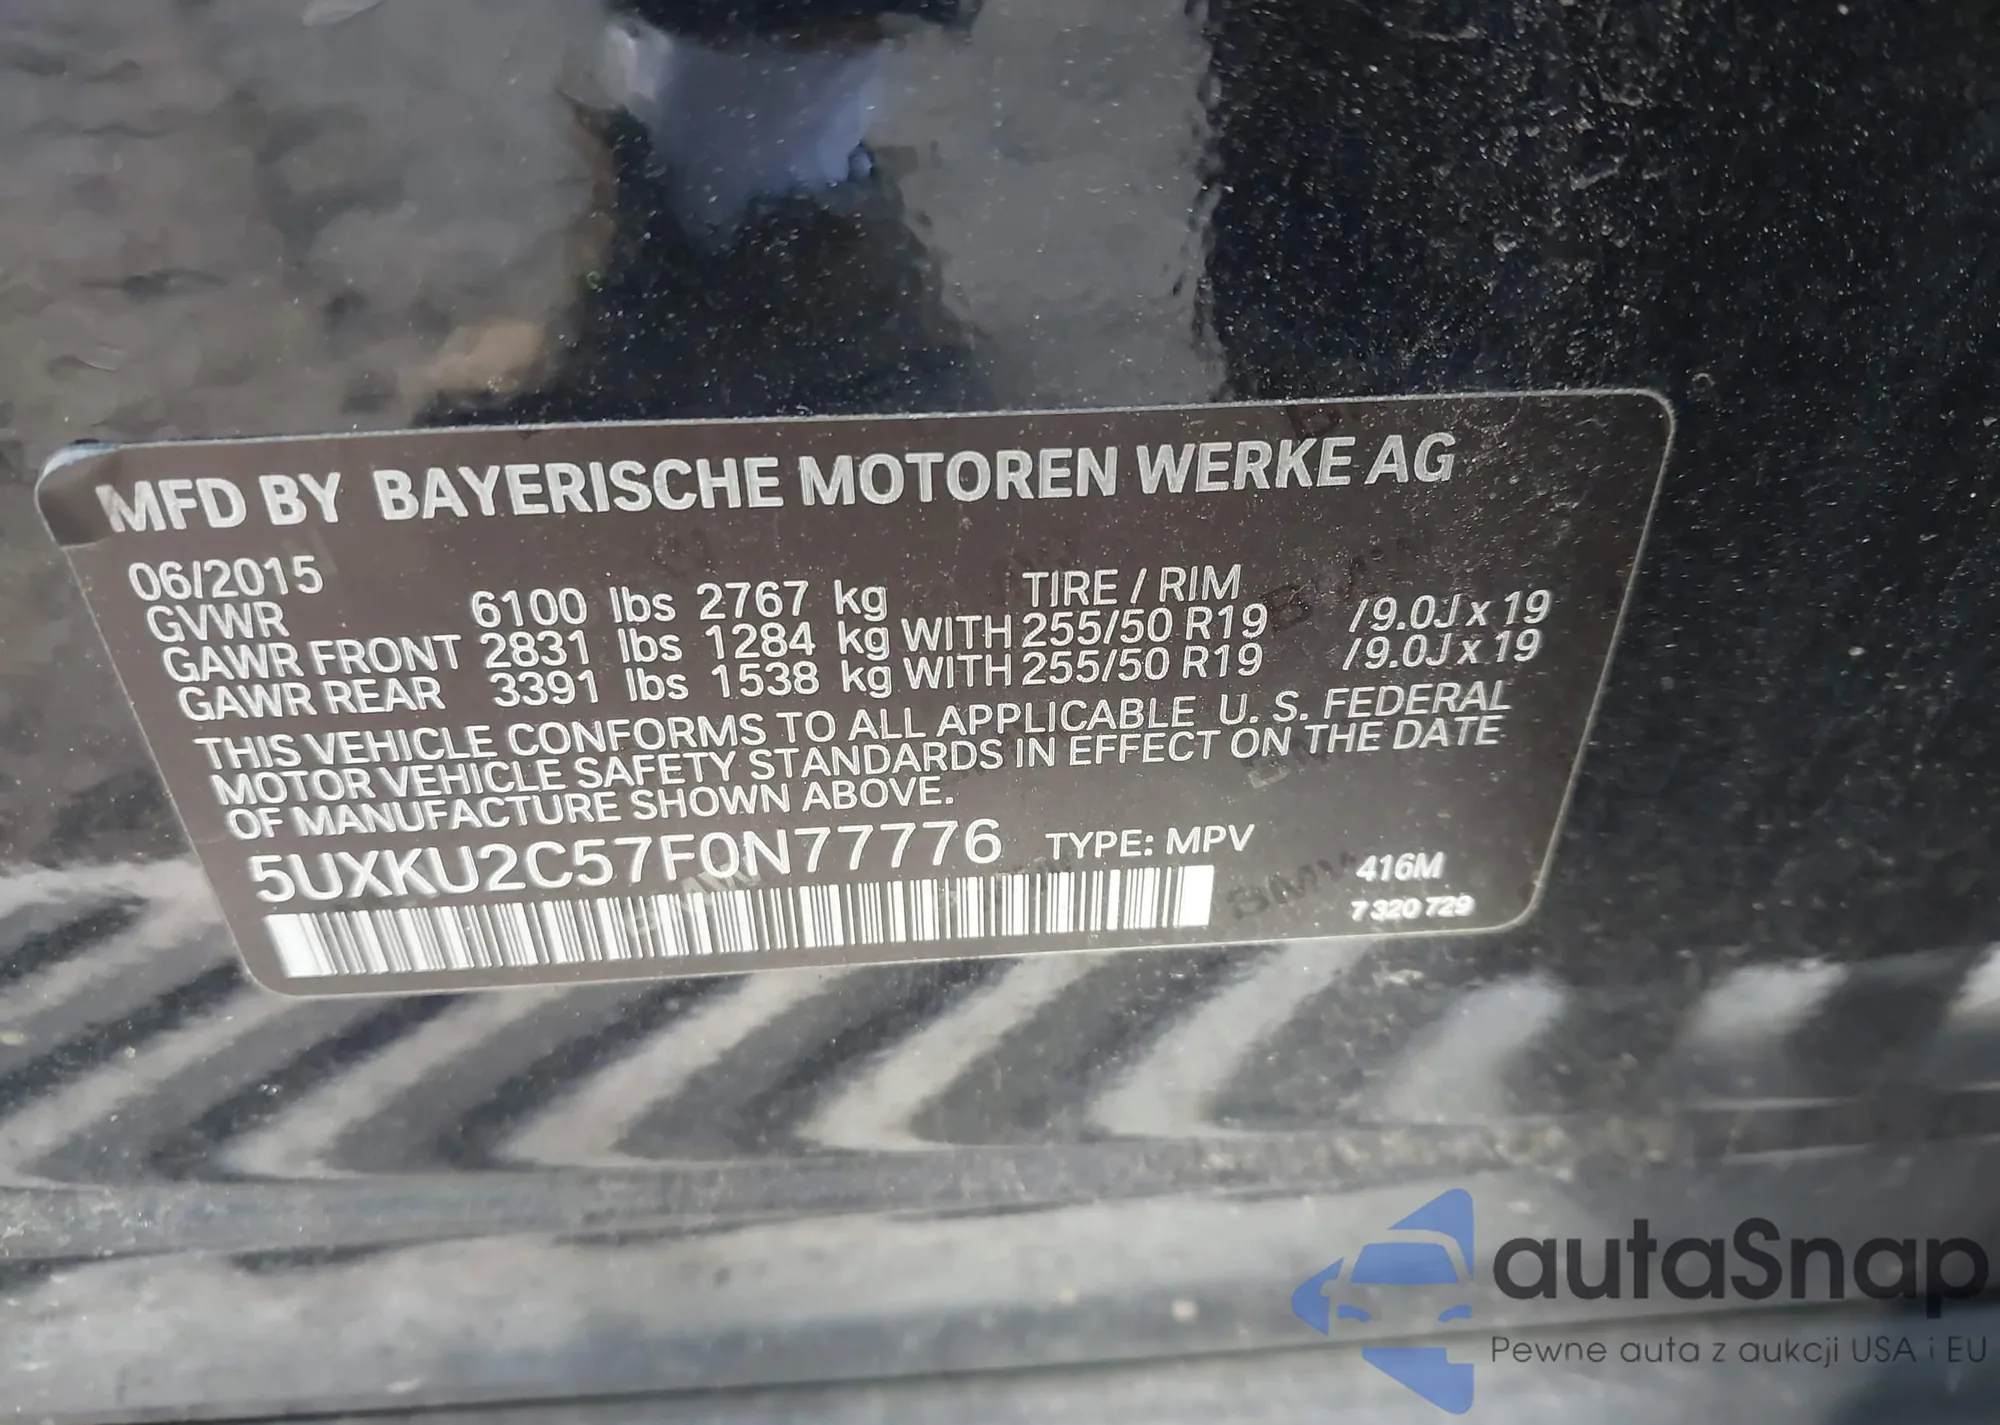 MFD BY BAYERISCHE MOTOREN WERKE AG
06/2015 TIRE / RIM
GVWR 6100 lbs 2767 kg
GAWR FRONT 2831 lbs 1284 kg WITH 255/50 R19 /9.0J x 19
GAWR REAR 3391 lbs 1538 kg WITH 255/50 R19 /9.0J x 19
THIS VEHICLE CONFORMS TO ALL APPLICABLE U. S. FEDERAL
MOTOR VEHICLE SAFETY STANDARDS IN EFFECT ON THE DATE
OF MANUFACTURE SHOWN ABOVE.
5UXKU2C57F0N77776 TYPE: MPV
416M
7 320 729
autaSnap
Pewne auta z aukcji USA i EU